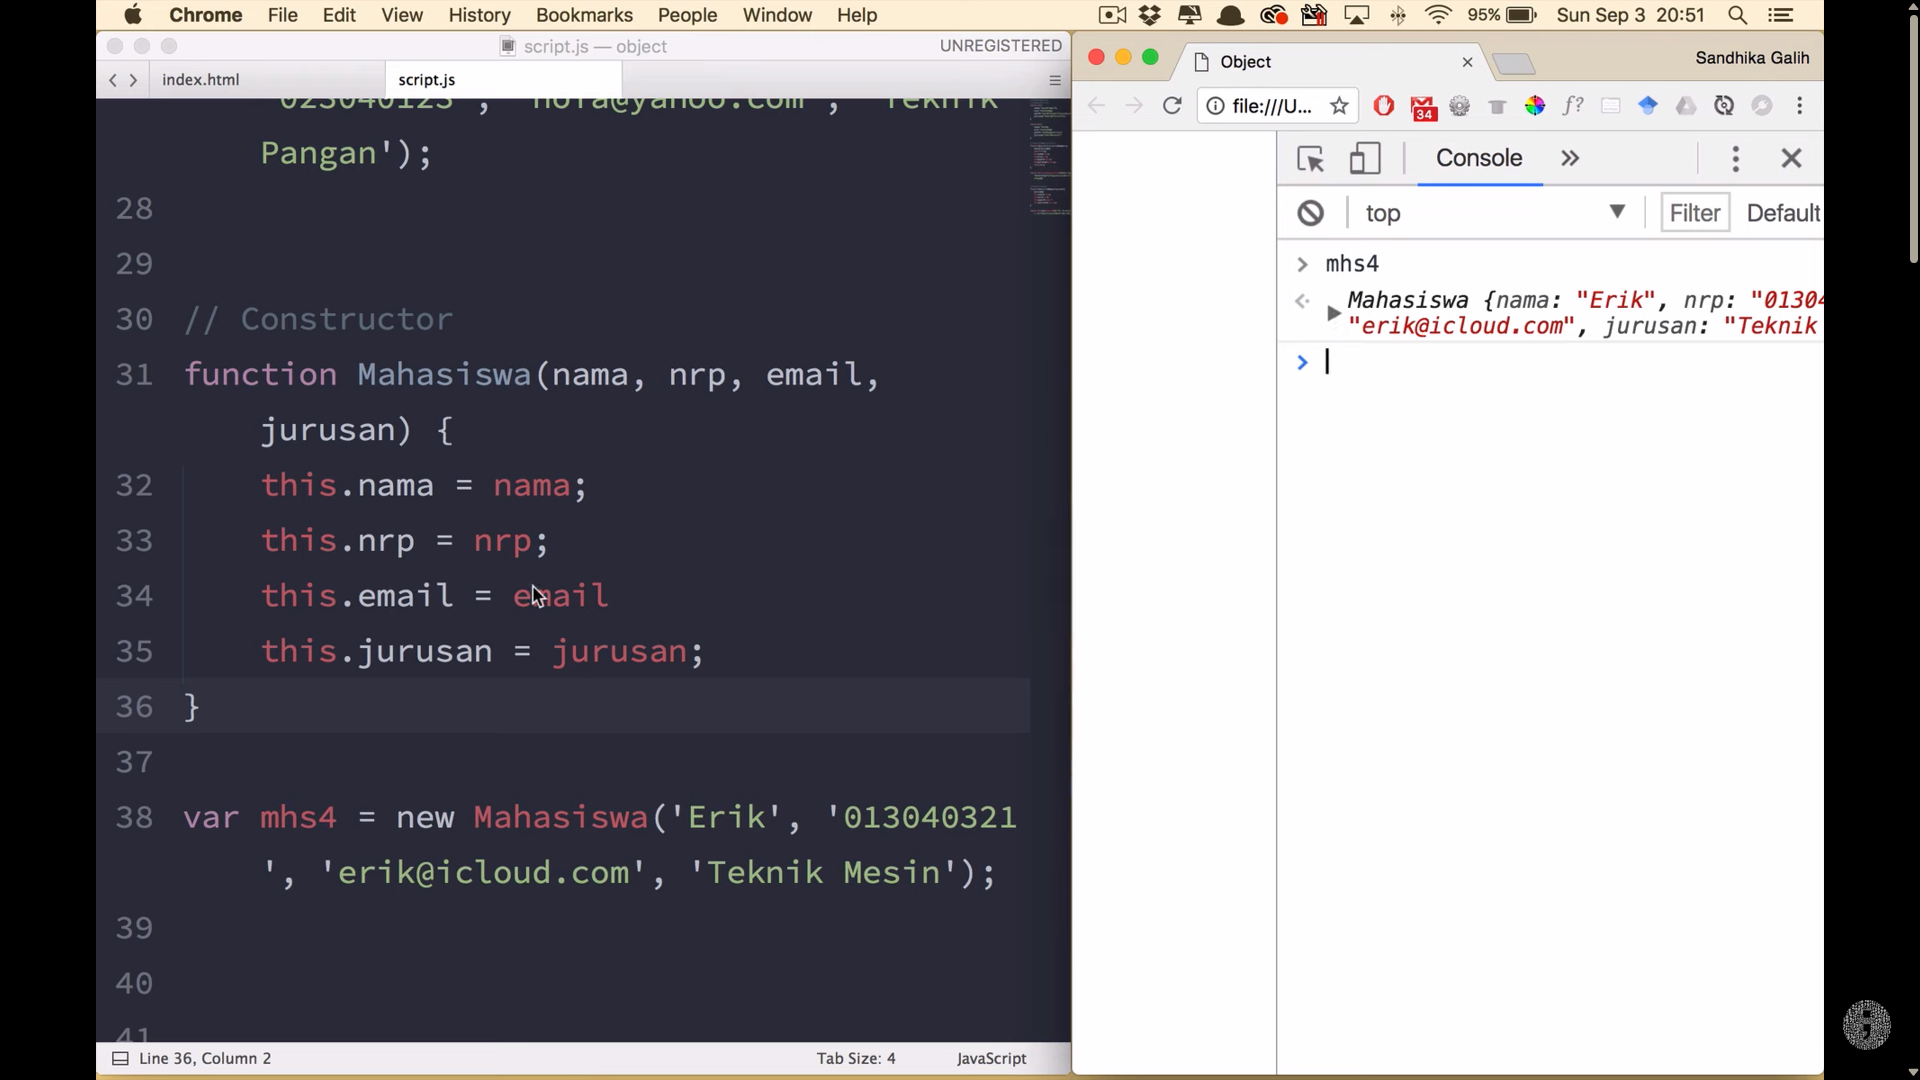 Chrome File Edit View History Bookmarks People Window Help 95% Sun Sep 3 20:51
script.js — object UNREGISTERED
index.html script.js
'023040123', 'nofa@yahoo.com', 'Teknik
Pangan');
28
29
30 // Constructor
31 function Mahasiswa(nama, nrp, email,
jurusan) {
32 this.nama = nama;
33 this.nrp = nrp;
34 this.email = email
35 this.jurusan = jurusan;
36 }
37
38 var mhs4 = new Mahasiswa('Erik', '013040321
', 'erik@icloud.com', 'Teknik Mesin');
39
40
41
Line 36, Column 2 Tab Size: 4 JavaScript
Object Sandhika Galih
file:///U... 34 f?
Console
top Filter Default
mhs4
Mahasiswa {nama: "Erik", nrp: "01304
"erik@icloud.com", jurusan: "Teknik